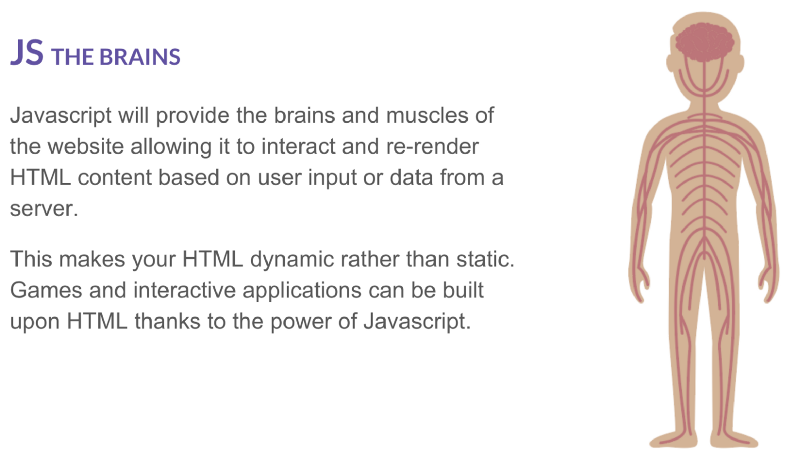 JS THE BRAINS
Javascript will provide the brains and muscles of
the website allowing it to interact and re-render
HTML content based on user input or data from a
server.
This makes your HTML dynamic rather than static.
Games and interactive applications can be built
upon HTML thanks to the power of Javascript.